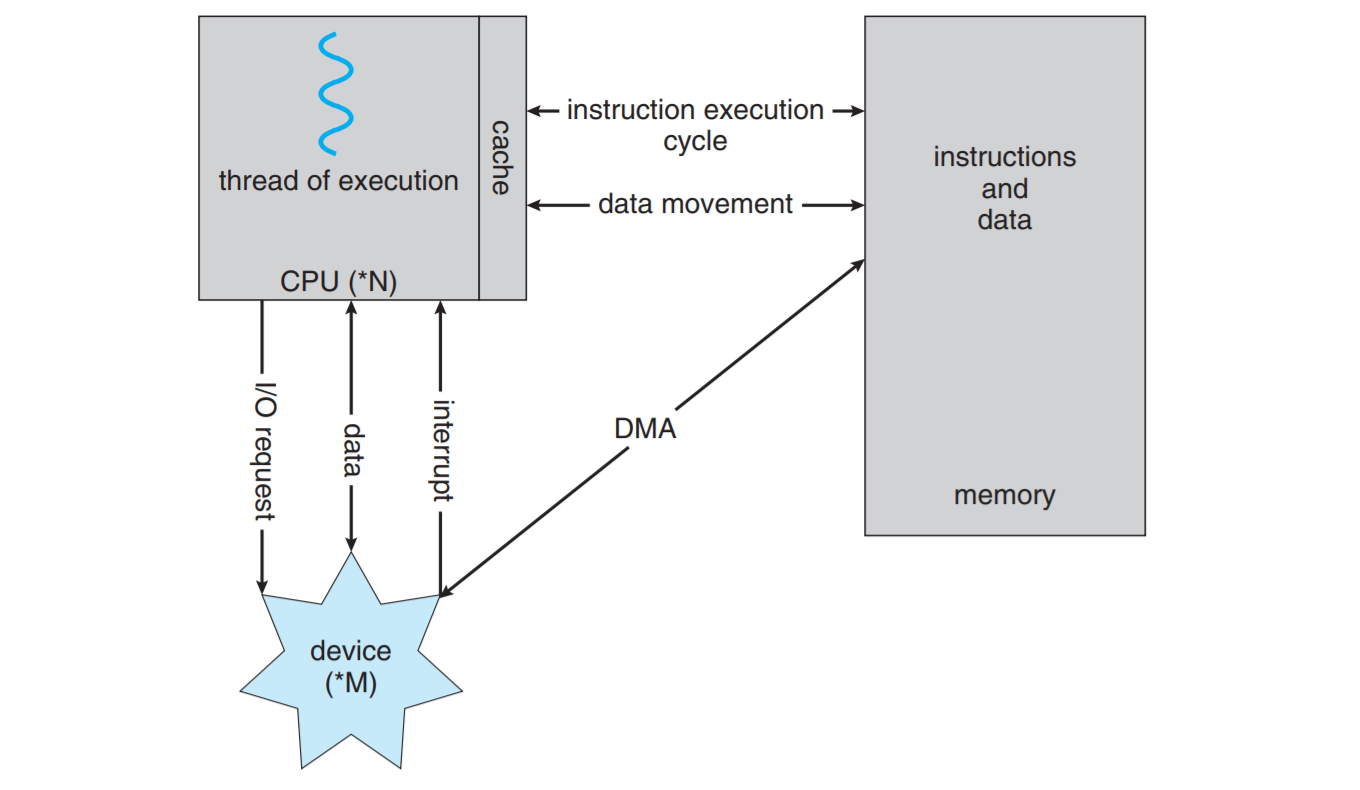 thread of execution
cache
CPU (*N)
instruction execution
cycle
data movement
instructions
and
data
memory
I/O request
data
interrupt
DMA
device
(*M)